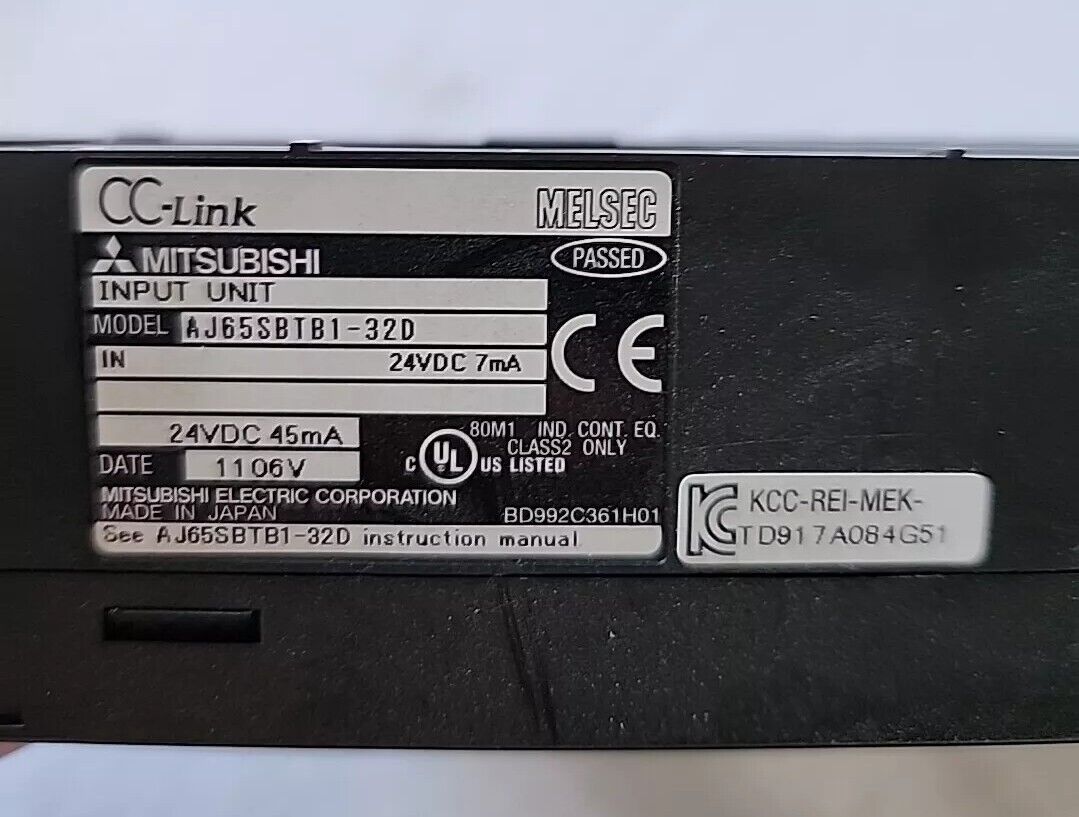 CC-Link MELSEC
MITSUBISHI PASSED
INPUT UNIT
MODEL AJ65SBTB1-32D
IN 24VDC 7mA
CE
24VDC 45mA
80M1 IND. CONT. EQ.
CLASS2 ONLY
C UL US LISTED
DATE 1106V
MITSUBISHI ELECTRIC CORPORATION
MADE IN JAPAN BD992C361H01
See AJ65SBTB1-32D instruction manual
KC KCC-REI-MEK-
TD917A084G51